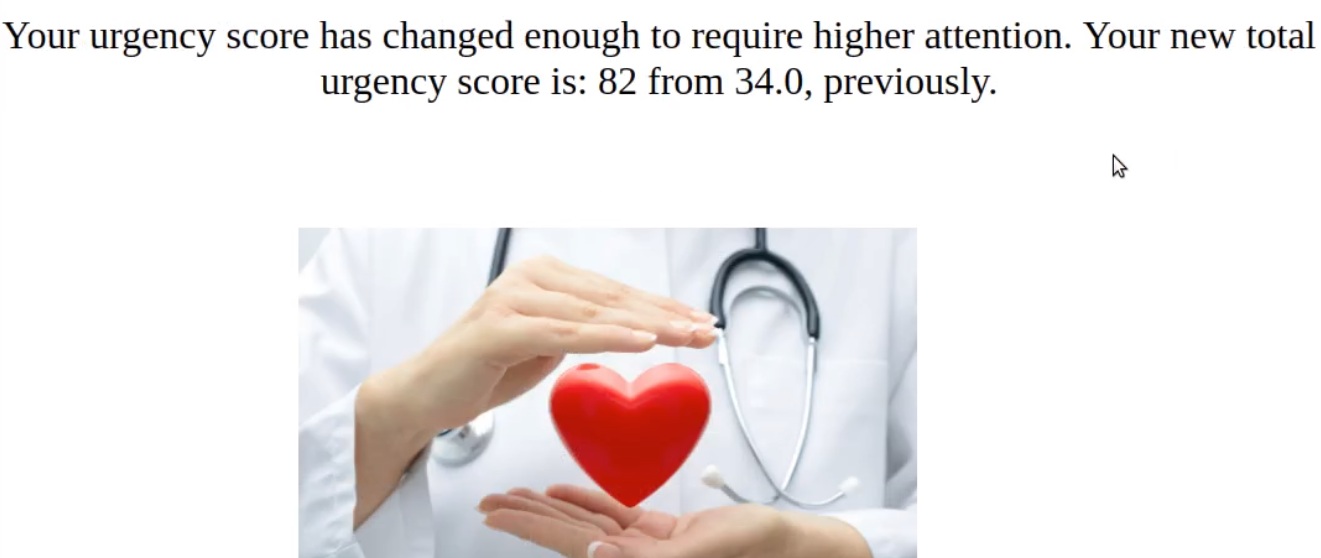 Your urgency score has changed enough to require higher attention. Your new total
urgency score is: 82 from 34.0, previously.